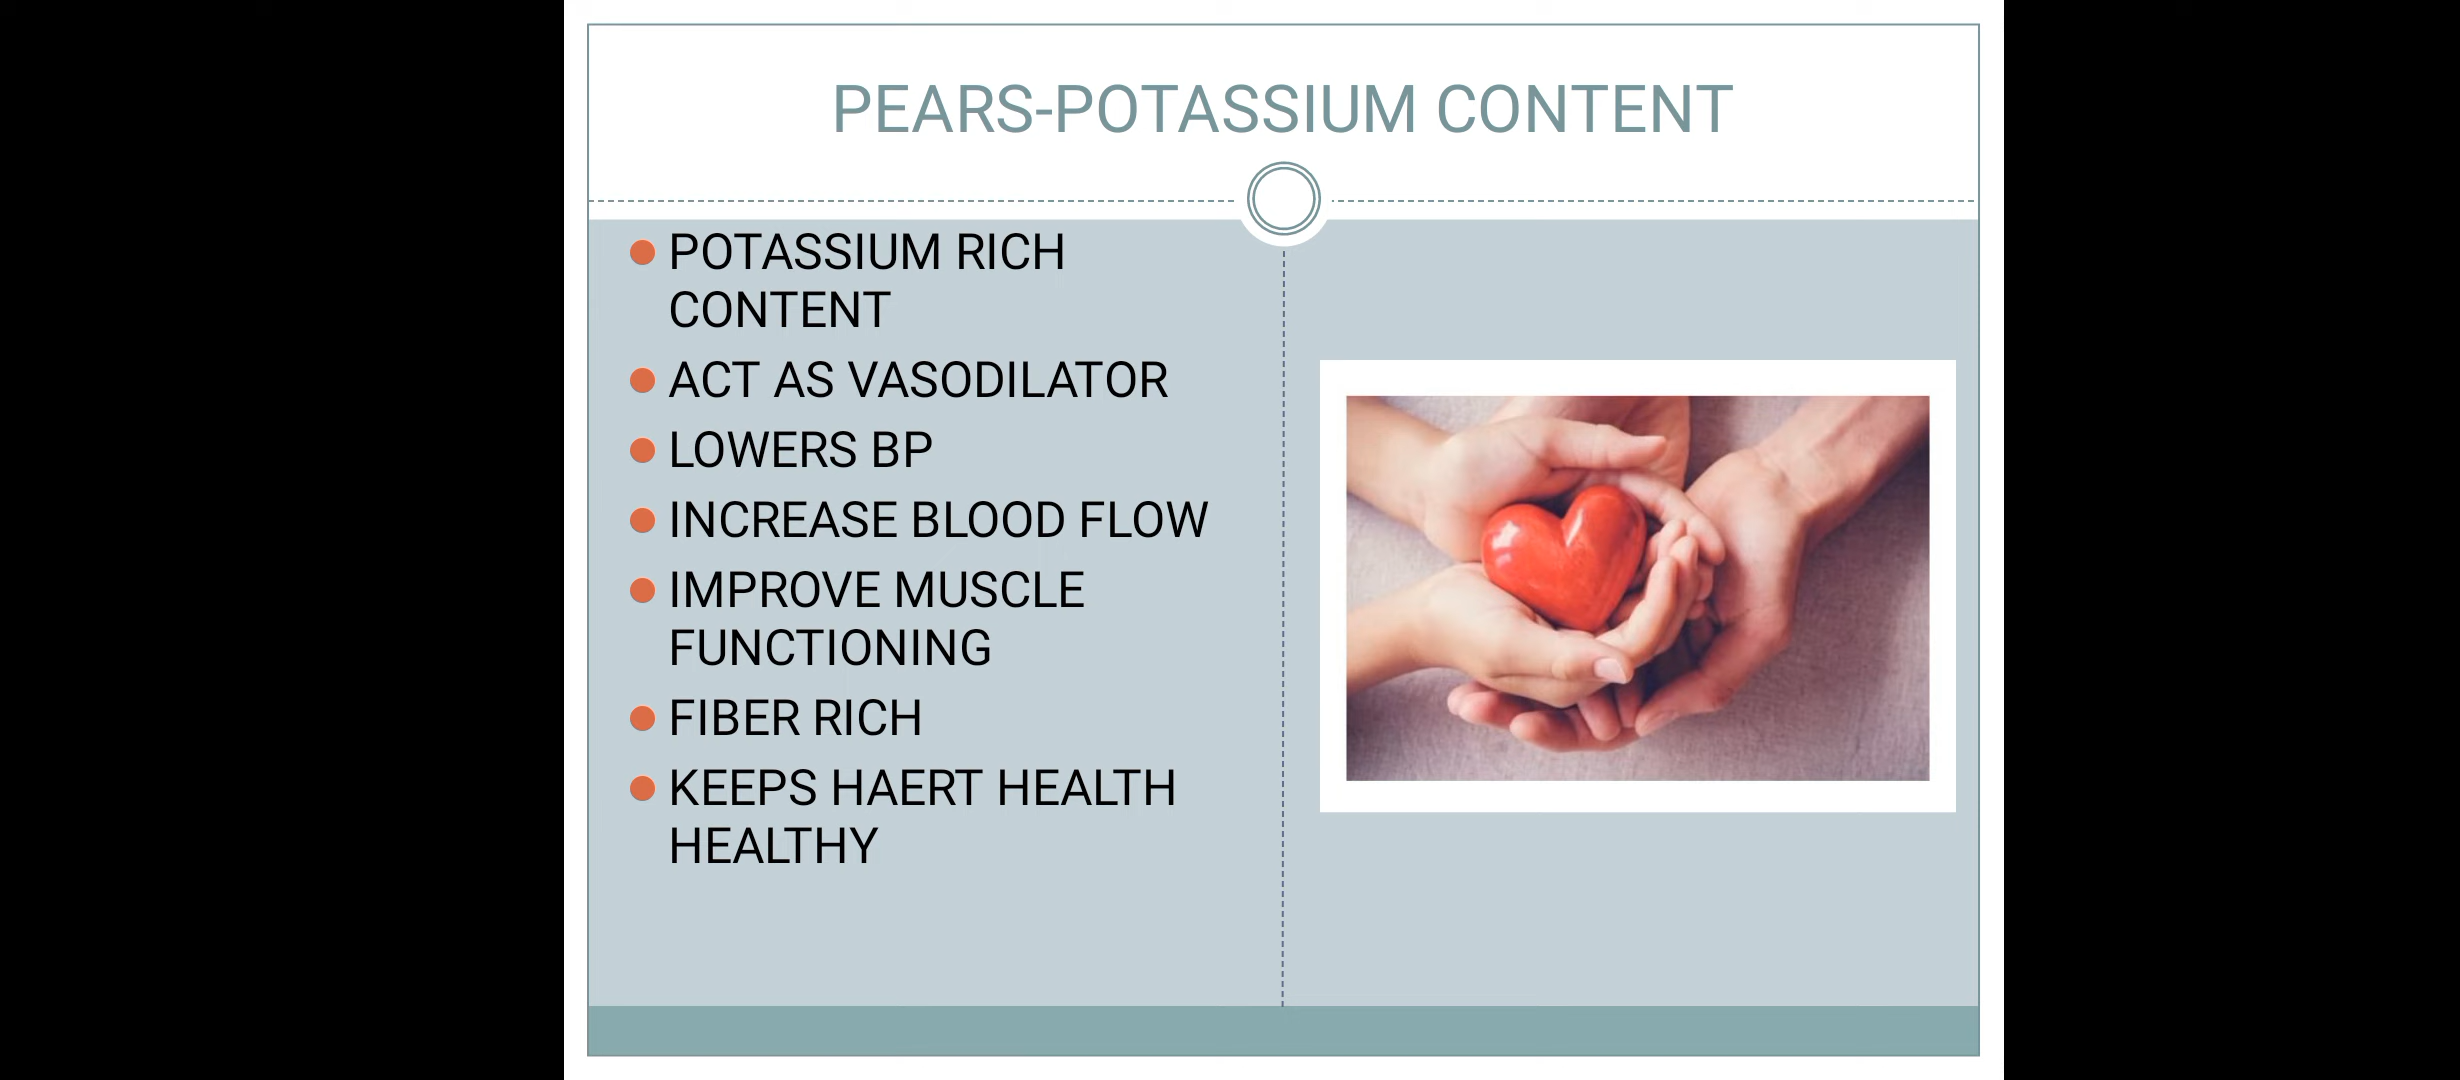 PEARS-POTASSIUM CONTENT
POTASSIUM RICH
CONTENT
ACT AS VASODILATOR
LOWERS BP
INCREASE BLOOD FLOW
IMPROVE MUSCLE
FUNCTIONING
FIBER RICH
KEEPS HAERT HEALTH
HEALTHY